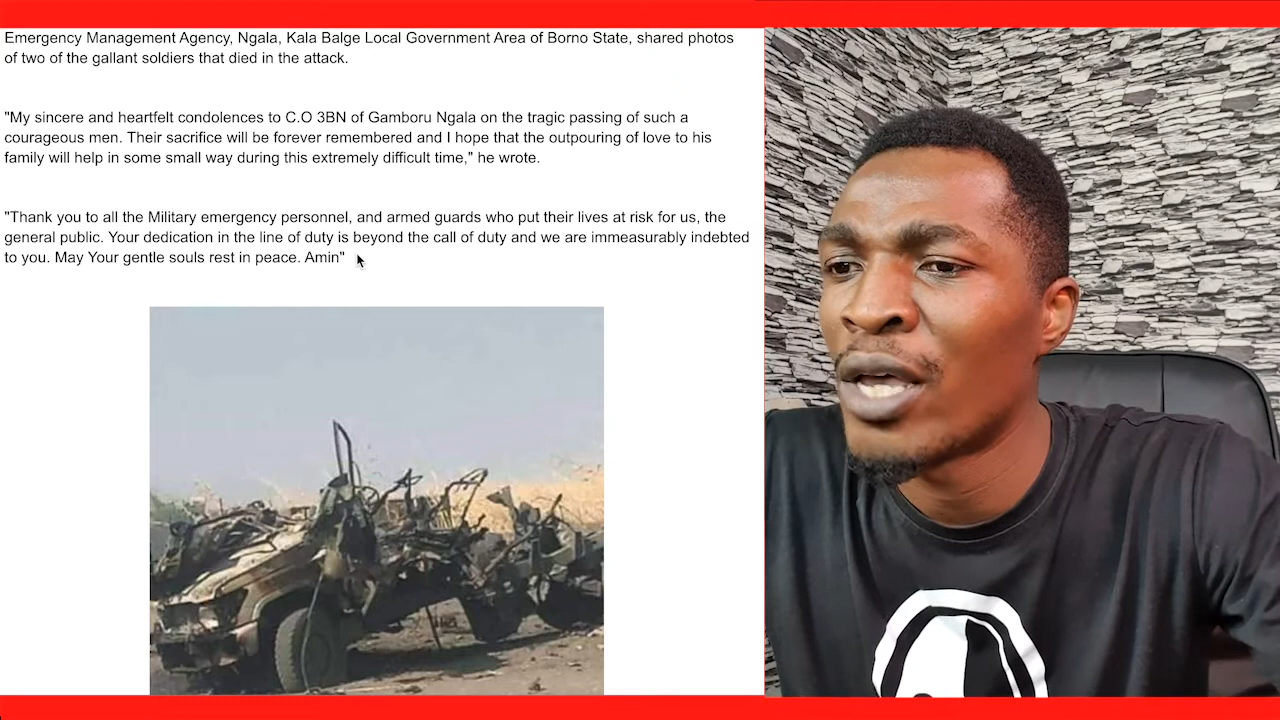 Emergency Management Agency, Ngala, Kala Balge Local Government Area of Borno State, shared photos
of two of the gallant soldiers that died in the attack.
"My sincere and heartfelt condolences to C.O 3BN of Gamboru Ngala on the tragic passing of such a
courageous men. Their sacrifice will be forever remembered and I hope that the outpouring of love to his
family will help in some small way during this extremely difficult time," he wrote.
"Thank you to all the Military emergency personnel, and armed guards who put their lives at risk for us, the
general public. Your dedication in the line of duty is beyond the call of duty and we are immeasurably indebted
to you. May Your gentle souls rest in peace. Amin"